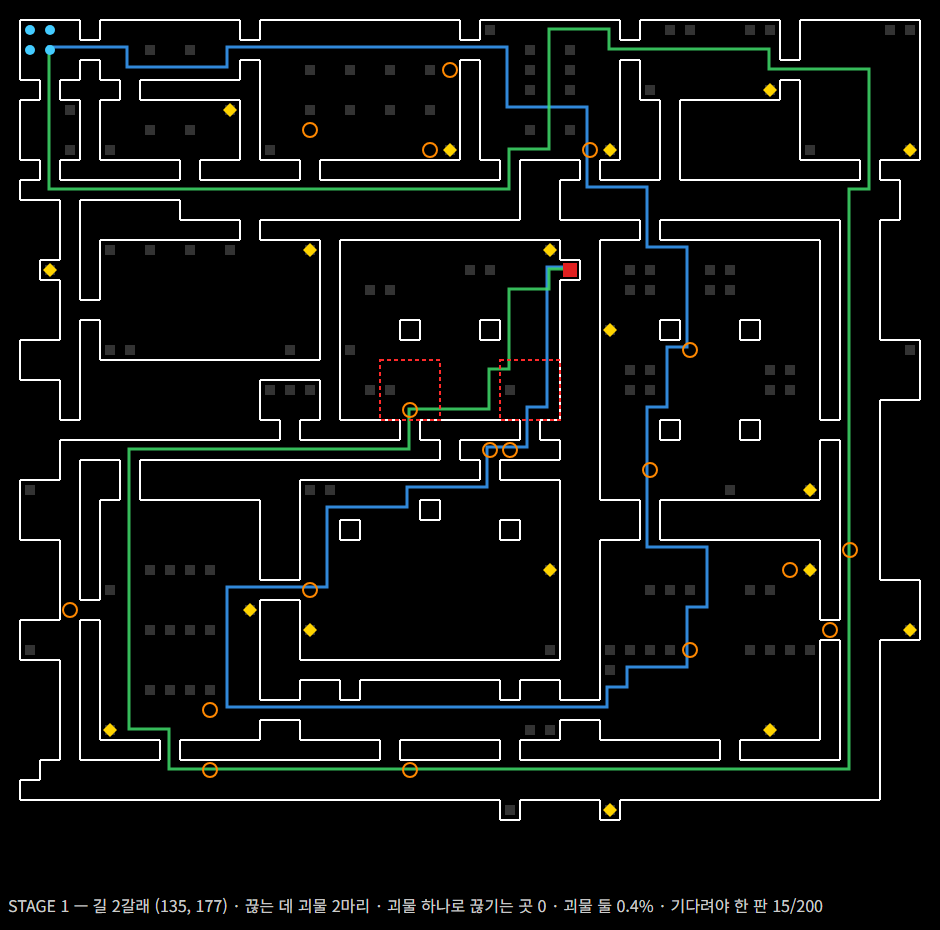 STAGE 1 — 길 2갈래 (135, 177) · 끊는 데 괴물 2마리 · 괴물 하나로 끊기는 곳 0 · 괴물 둘 0.4% · 기다려야 한 판 15/200